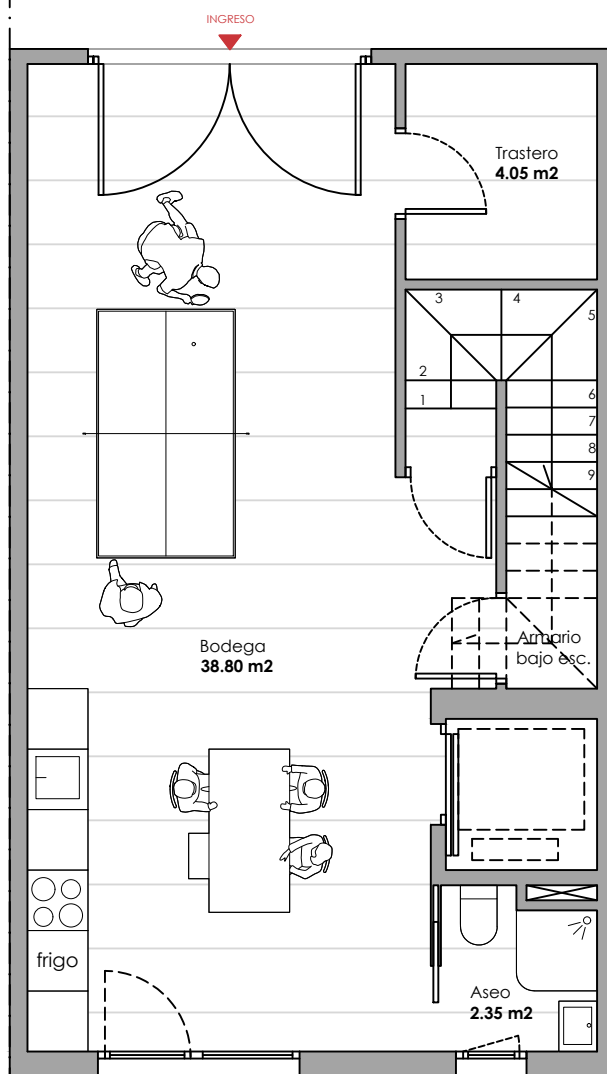 INGRESO
Trastero
4.05 m2
3
4
5
2
1
6
7
8
9
Bodega
38.80 m2
Armario
bajo esc.
frigo
Aseo
2.35 m2